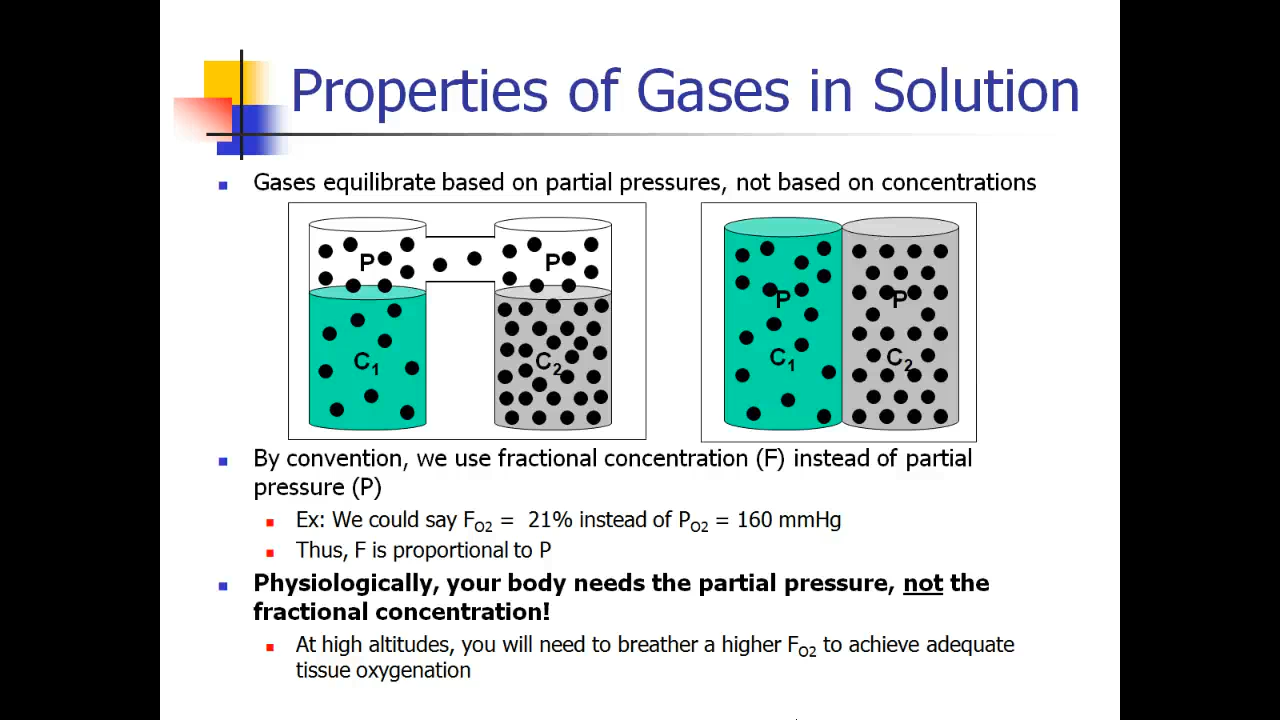 Properties of Gases in Solution
Gases equilibrate based on partial pressures, not based on concentrations
P P
C1 C2
P P
C1 C2
By convention, we use fractional concentration (F) instead of partial
pressure (P)
Ex: We could say FO2 = 21% instead of PO2 = 160 mmHg
Thus, F is proportional to P
Physiologically, your body needs the partial pressure, not the
fractional concentration!
At high altitudes, you will need to breather a higher FO2 to achieve adequate
tissue oxygenation